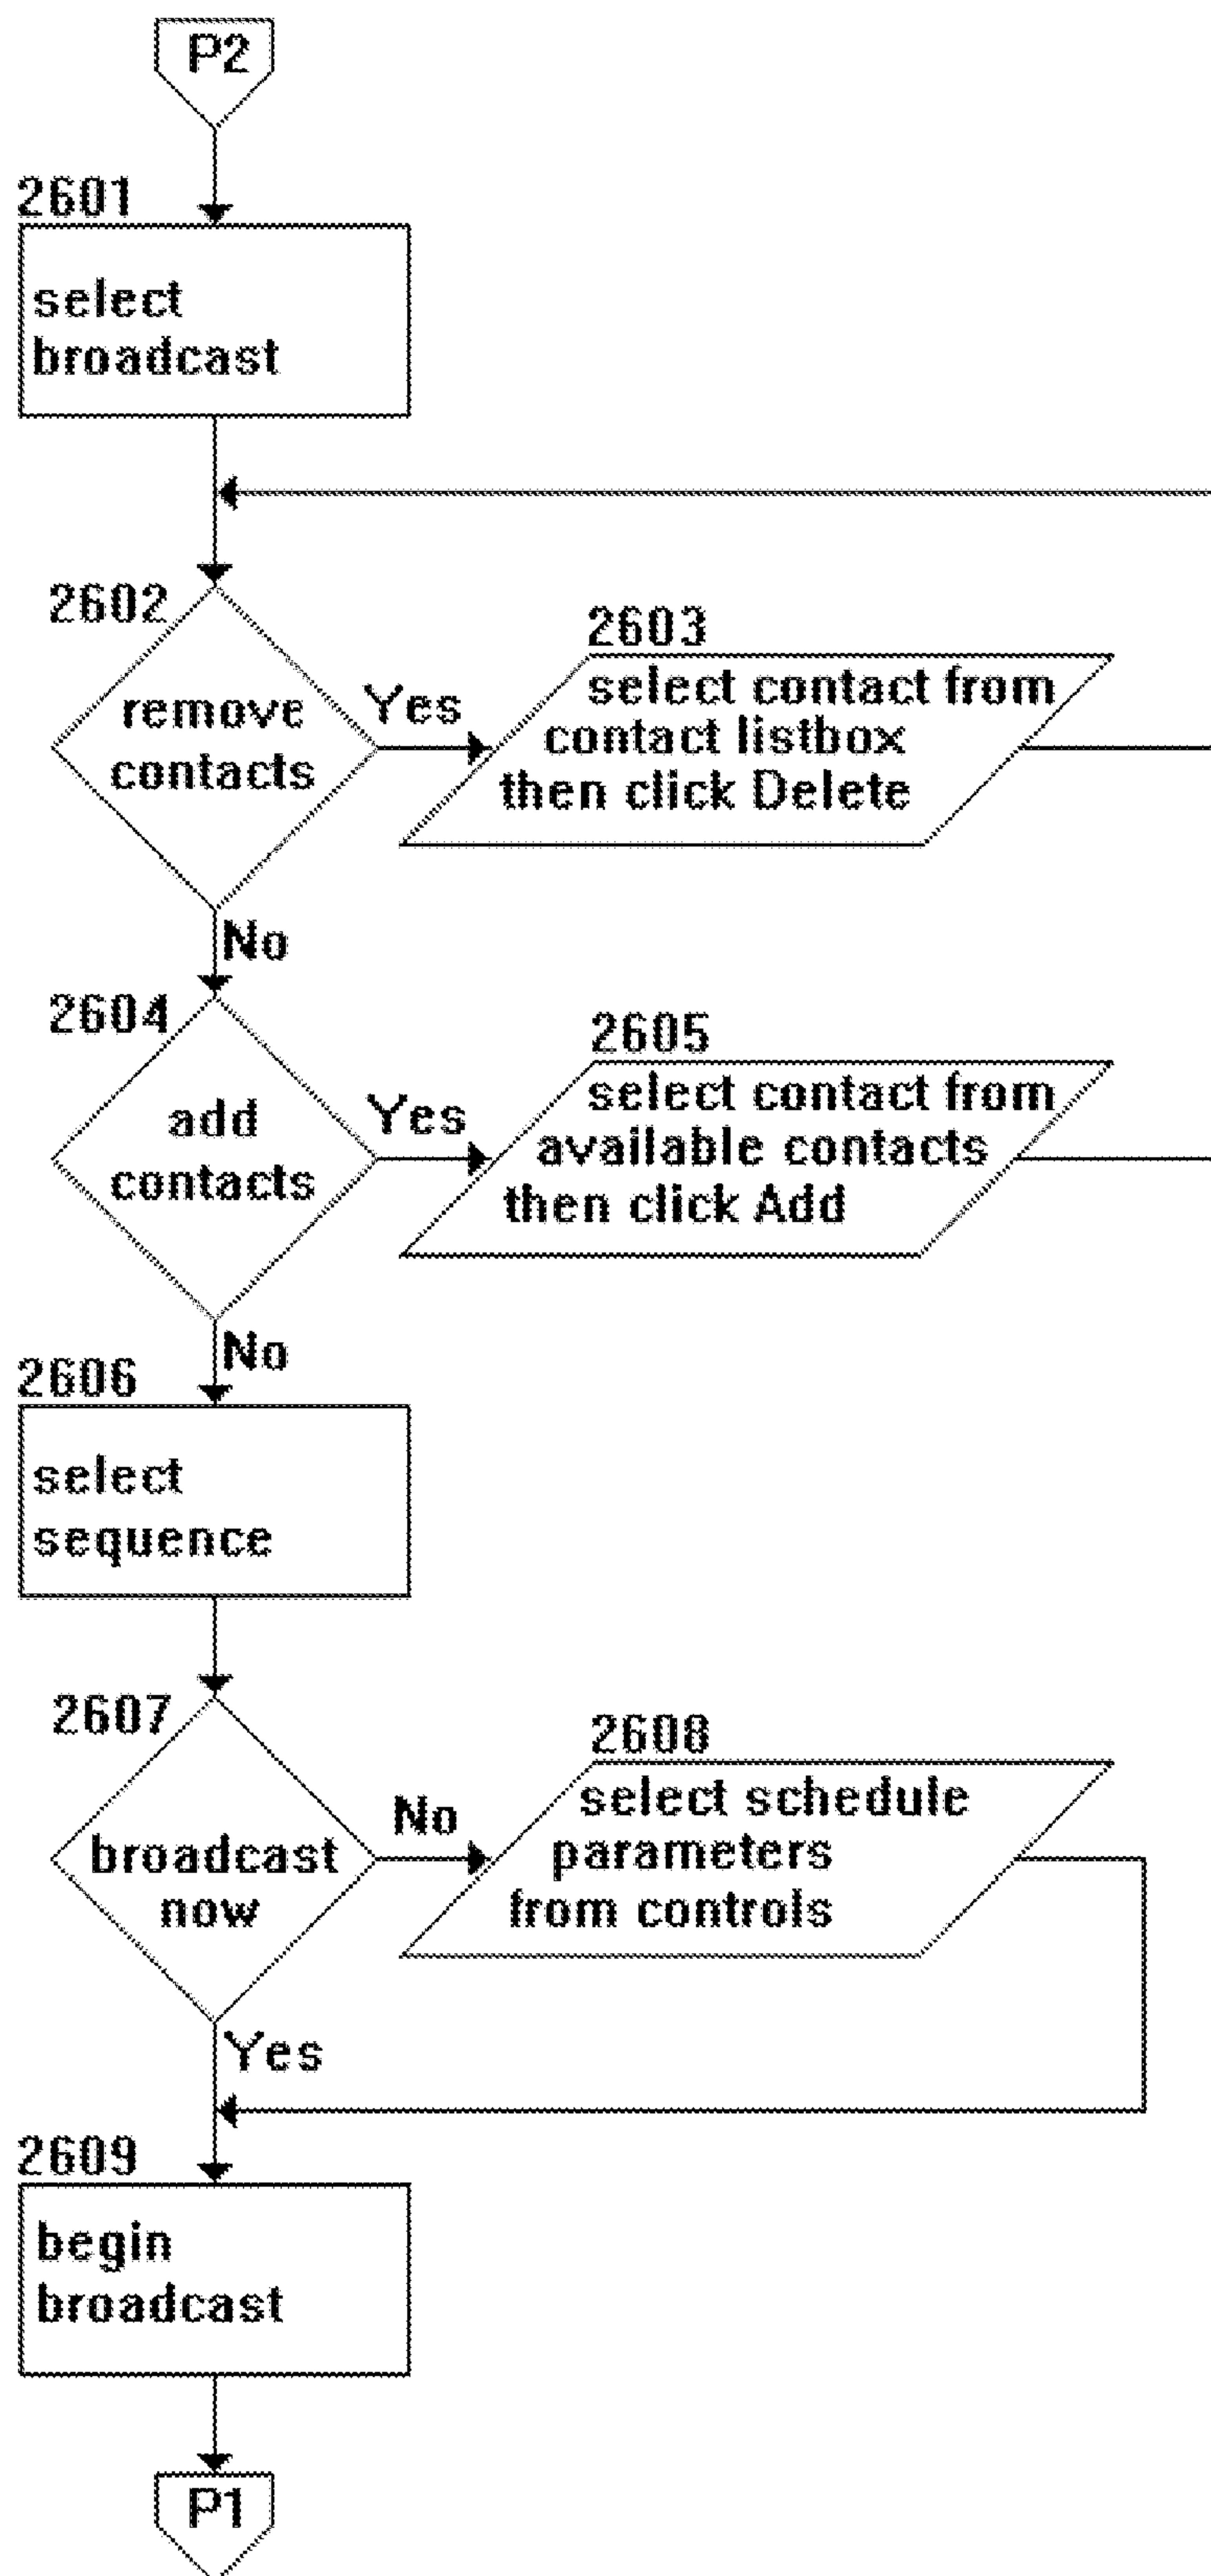 P2
2601
select
broadcast
2602
remove
contacts
Yes
2603
select contact from
contact listbox
then click Delete
No
2604
add
contacts
Yes
2605
select contact from
available contacts
then click Add
No
2606
select
sequence
2607
broadcast
now
No
2608
select schedule
parameters
from controls
Yes
2609
begin
broadcast
P1